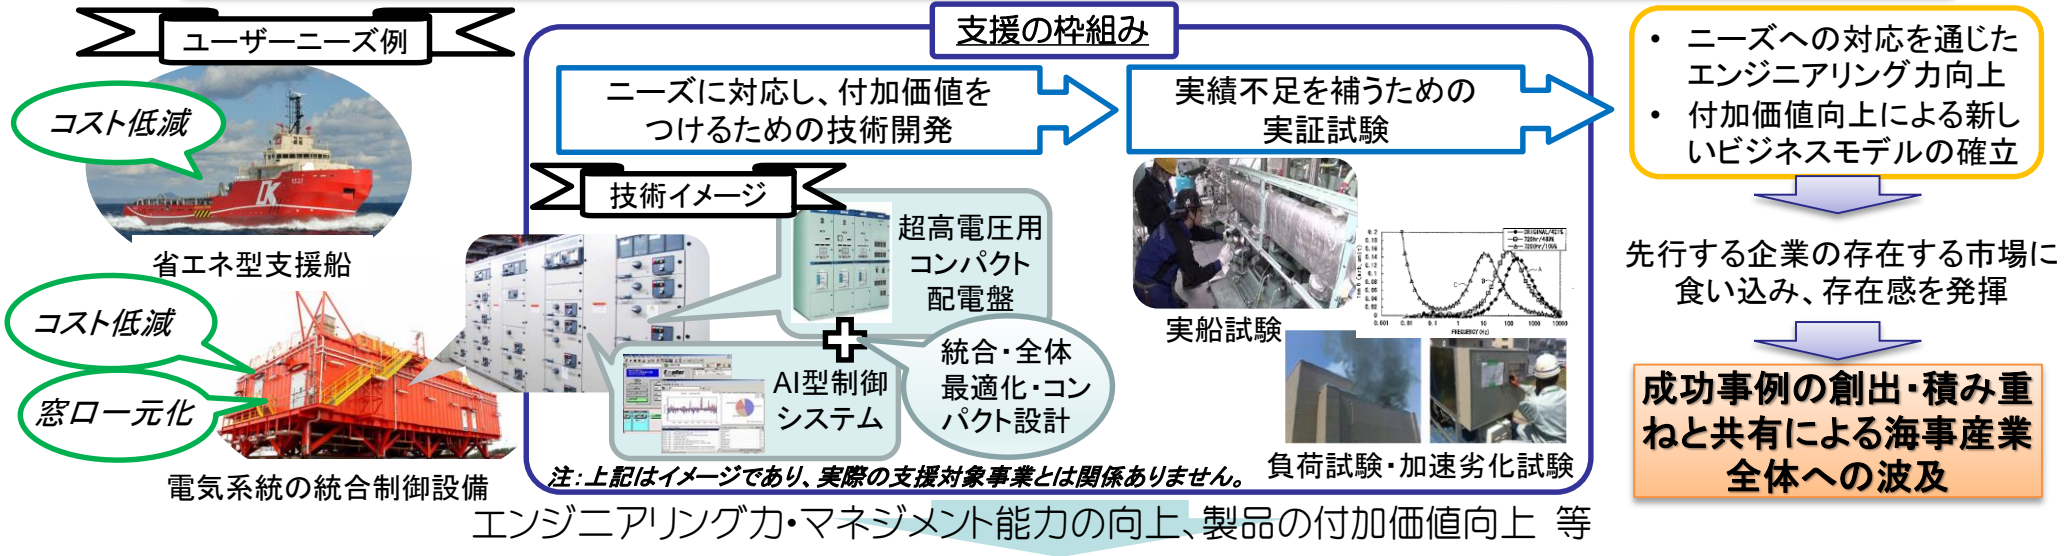 ユーザーニーズ例
コスト低減
省エネ型支援船
コスト低減
窓口一元化
電気系統の統合制御設備
支援の枠組み
ニーズに対応し、付加価値を
つけるための技術開発
実績不足を補うための
実証試験
技術イメージ
超高電圧用
コンパクト
配電盤
AI型制御
システム
統合・全体
最適化・コン
パクト設計
実船試験
FREQUENCY(Hz)
負荷試験・加速劣化試験
注：上記はイメージであり、実際の支援対象事業とは関係ありません。
エンジニアリング力・マネジメント能力の向上、製品の付加価値向上 等
• ニーズへの対応を通じた
エンジニアリング力向上
• 付加価値向上による新し
いビジネスモデルの確立
先行する企業の存在する市場に
食い込み、存在感を発揮
成功事例の創出・積み重
ねと共有による海事産業
全体への波及